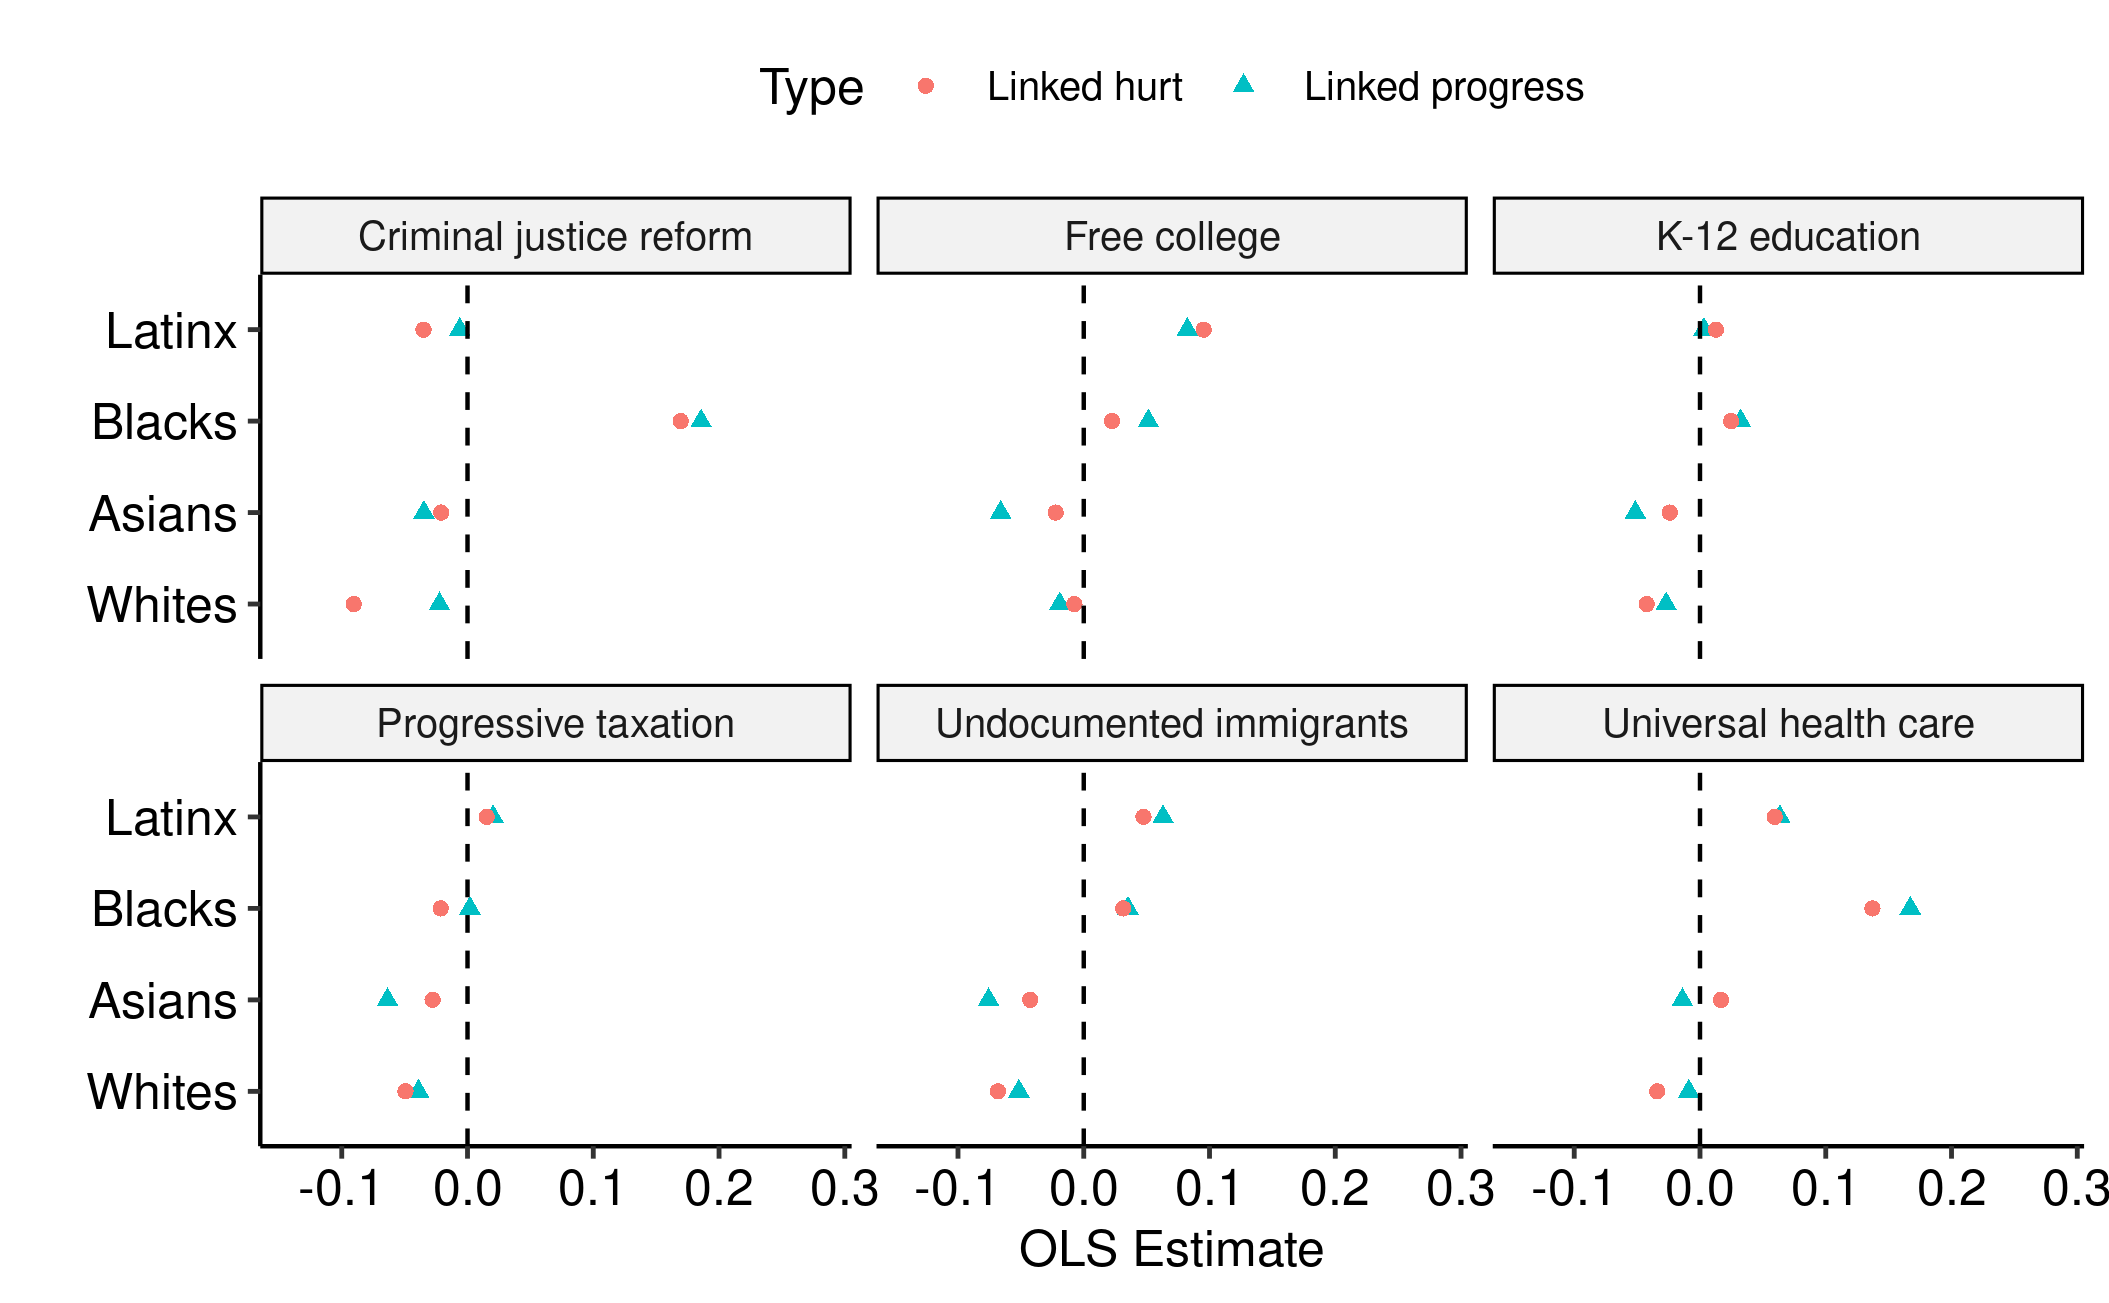 Type Linked hurt Linked progress
Criminal justice reform Free college K-12 education
Latinx
Blacks
Asians
Whites
Progressive taxation Undocumented immigrants Universal health care
Latinx
Blacks
Asians
Whites
-0.1 0.0 0.1 0.2 0.3 -0.1 0.0 0.1 0.2 0.3 -0.1 0.0 0.1 0.2 0.3
OLS Estimate